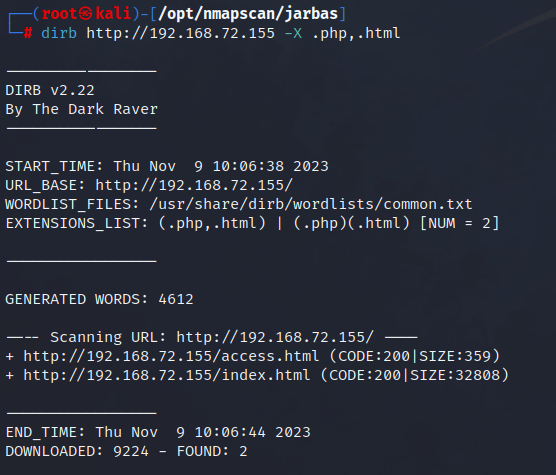 ┌──(root㉿kali)-[/opt/nmapscan/jarbas]
└─# dirb http://192.168.72.155 -X .php,.html
-----------------
DIRB v2.22
By The Dark Raver
-----------------
START_TIME: Thu Nov  9 10:06:38 2023
URL_BASE: http://192.168.72.155/
WORDLIST_FILES: /usr/share/dirb/wordlists/common.txt
EXTENSIONS_LIST: (.php,.html) | (.php)(.html) [NUM = 2]
-----------------
GENERATED WORDS: 4612
---- Scanning URL: http://192.168.72.155/ ----
+ http://192.168.72.155/access.html (CODE:200|SIZE:359)
+ http://192.168.72.155/index.html (CODE:200|SIZE:32808)
-----------------
END_TIME: Thu Nov  9 10:06:44 2023
DOWNLOADED: 9224 - FOUND: 2